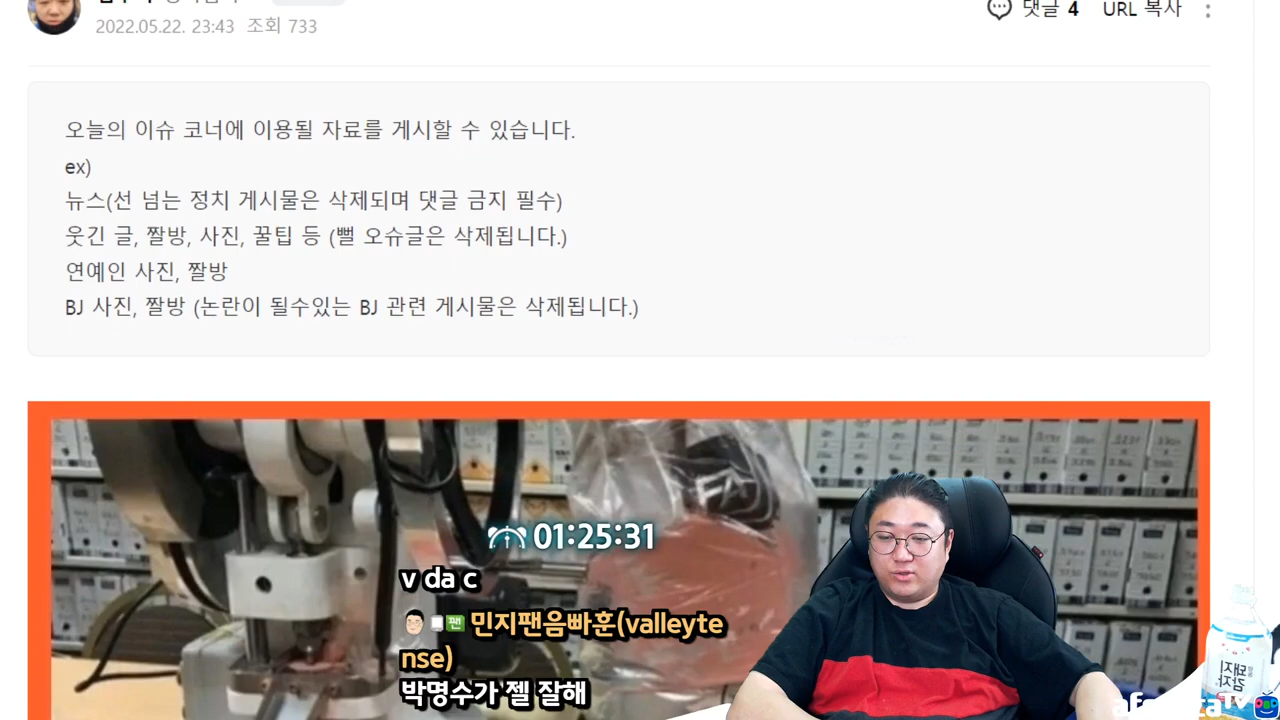 2022.05.22. 23:43 조회 733
댓글 4 URL 복사
오늘의 이슈 코너에 이용될 자료를 게시할 수 있습니다.
ex)
뉴스(선 넘는 정치 게시물은 삭제되며 댓글 금지 필수)
웃긴 글, 짤방, 사진, 꿀팁 등 (뻘 오슈글은 삭제됩니다.)
연예인 사진, 짤방
BJ 사진, 짤방 (논란이 될수있는 BJ 관련 게시물은 삭제됩니다.)
01:25:31
v da c
팬 민지팬음빠훈(valleyte
nse)
박명수가 젤 잘해